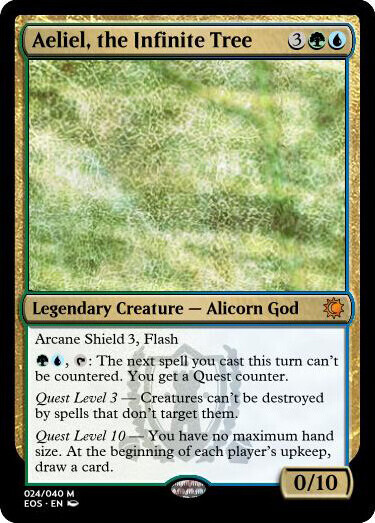 Aeliel, the Infinite Tree 3
Legendary Creature — Alicorn God
Arcane Shield 3, Flash
, : The next spell you cast this turn can't
be countered. You get a Quest counter.
Quest Level 3 — Creatures can't be destroyed
by spells that don't target them.
Quest Level 10 — You have no maximum hand
size. At the beginning of each player's upkeep,
draw a card.
0/10
024/040 M
EOS · EN